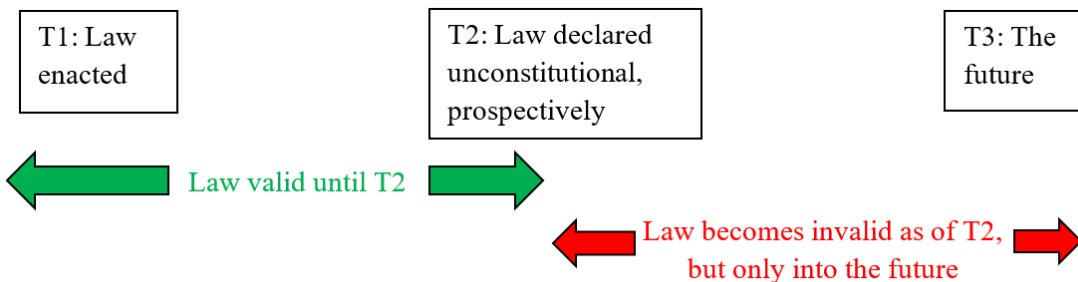 T1: Law
enacted
T2: Law declared
unconstitutional,
prospectively
T3: The
future
Law valid until T2
Law becomes invalid as of T2,
but only into the future